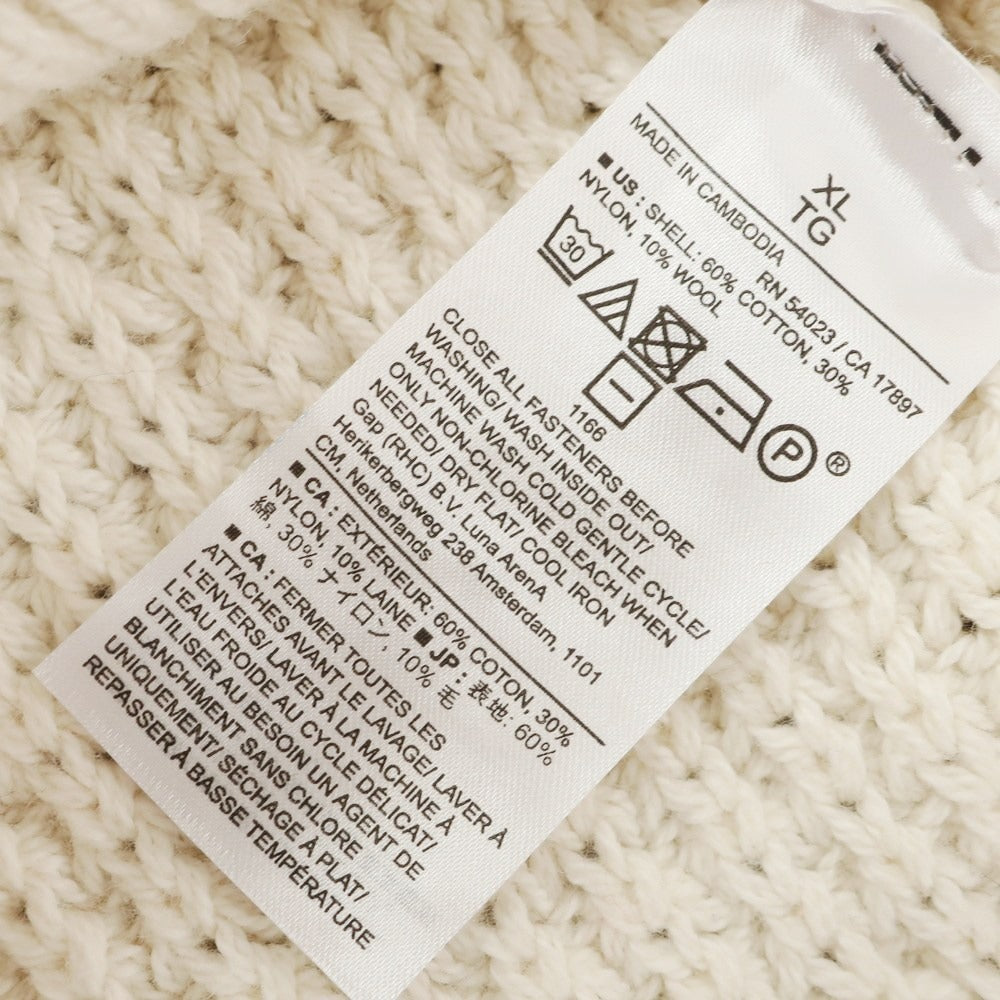 XL
TG
MADE IN CAMBODIA RN 54023 / CA 17897
■ US : SHELL: 60% COTTON, 30%
NYLON, 10% WOOL
30
P ®
1166
CLOSE ALL FASTENERS BEFORE
WASHING/ WASH INSIDE OUT/
MACHINE WASH COLD GENTLE CYCLE/
ONLY NON-CHLORINE BLEACH WHEN
NEEDED/ DRY FLAT/ COOL IRON
Gap (RHC) B.V. Luna ArenA
Herikerbergweg 238 Amsterdam, 1101
CM, Netherlands
■ CA : EXTÉRIEUR: 60% COTON, 30%
NYLON, 10% LAINE ■ JP : 表地: 60%
綿, 30% ナイロン, 10% 毛
■ CA : FERMER TOUTES LES
ATTACHES AVANT LE LAVAGE/ LAVER À
L'ENVERS/ LAVER À LA MACHINE À
L'EAU FROIDE AU CYCLE DÉLICAT/
UTILISER AU BESOIN UN AGENT DE
BLANCHIMENT SANS CHLORE
UNIQUEMENT/ SÉCHAGE À PLAT/
REPASSER À BASSE TEMPÉRATURE